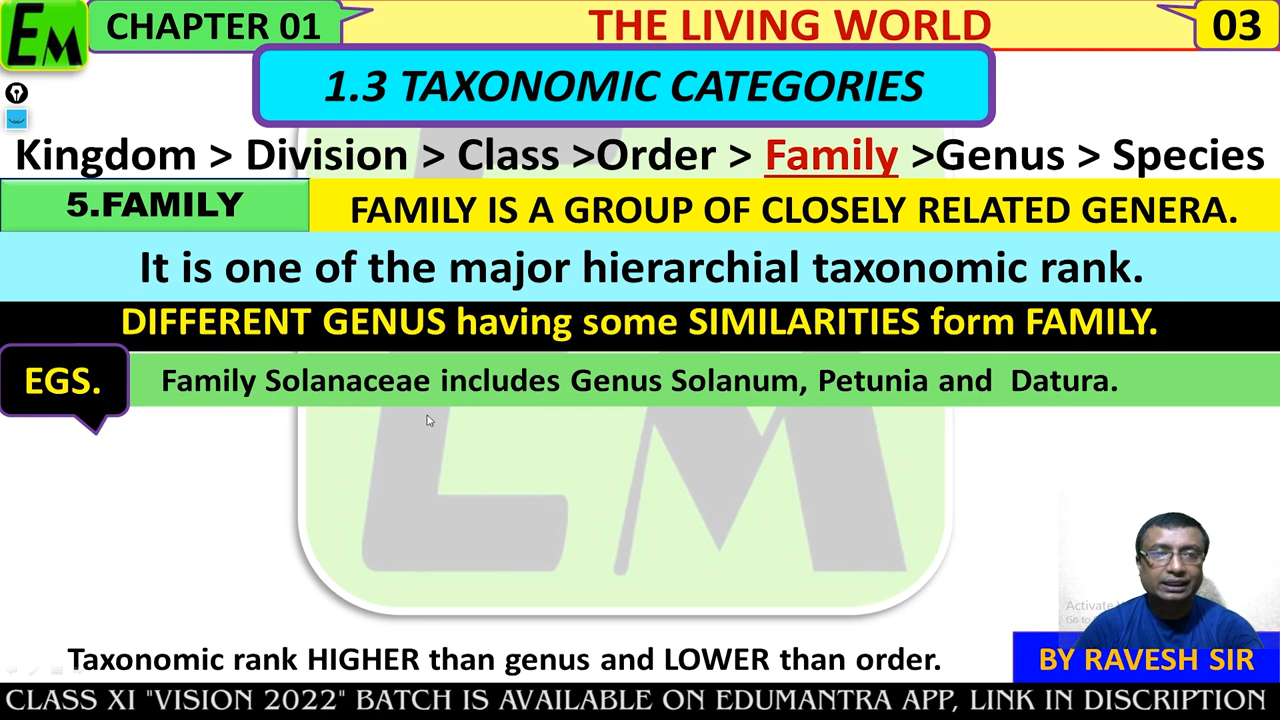 EM
CHAPTER 01
THE LIVING WORLD
03
1.3 TAXONOMIC CATEGORIES
Kingdom > Division > Class >Order > Family >Genus > Species
5.FAMILY
FAMILY IS A GROUP OF CLOSELY RELATED GENERA.
It is one of the major hierarchial taxonomic rank.
DIFFERENT GENUS having some SIMILARITIES form FAMILY.
EGS.
Family Solanaceae includes Genus Solanum, Petunia and Datura.
EM
Activate
Go to
Taxonomic rank HIGHER than genus and LOWER than order.
BY RAVESH SIR
CLASS XI "VISION 2022" BATCH IS AVAILABLE ON EDUMANTRA APP, LINK IN DISCRIPTION